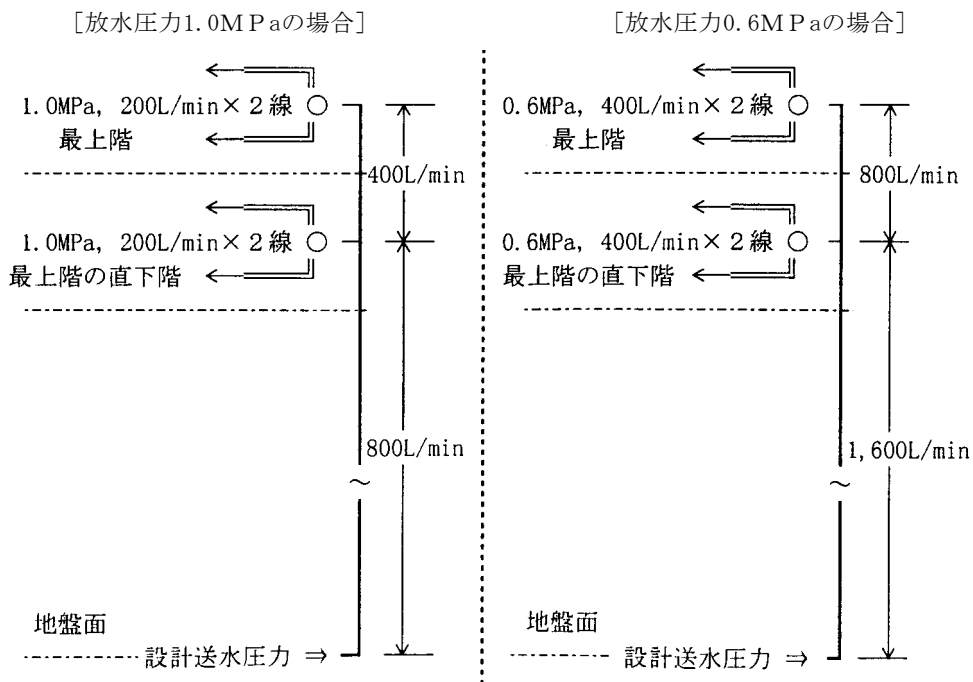 [放水圧力1.0MPaの場合]
1.0MPa, 200L/min×2線
最上階
400L/min
1.0MPa, 200L/min×2線
最上階の直下階
800L/min
～
地盤面
設計送水圧力 ⇒
[放水圧力0.6MPaの場合]
0.6MPa, 400L/min×2線
最上階
800L/min
0.6MPa, 400L/min×2線
最上階の直下階
1,600L/min
～
地盤面
設計送水圧力 ⇒